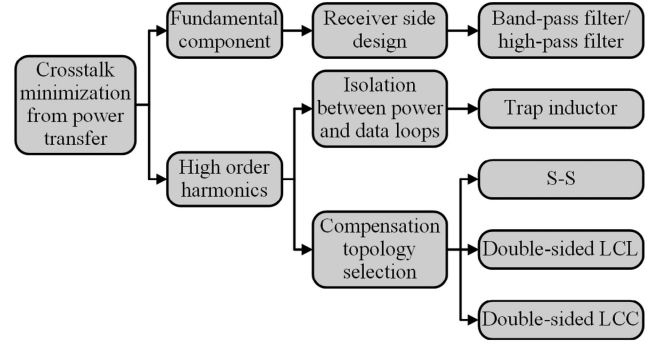 Crosstalk
minimization
from power
transfer
Fundamental
component
Receiver side
design
Band-pass filter/
high-pass filter
High order
harmonics
Isolation
between power
and data loops
Trap inductor
Compensation
topology
selection
S-S
Double-sided LCL
Double-sided LCC